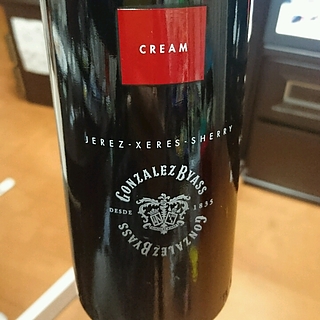 CREAM
JEREZ-XERES-SHERRY
GONZALEZ BYASS
DESDE 1835
GONZALEZ BYASS